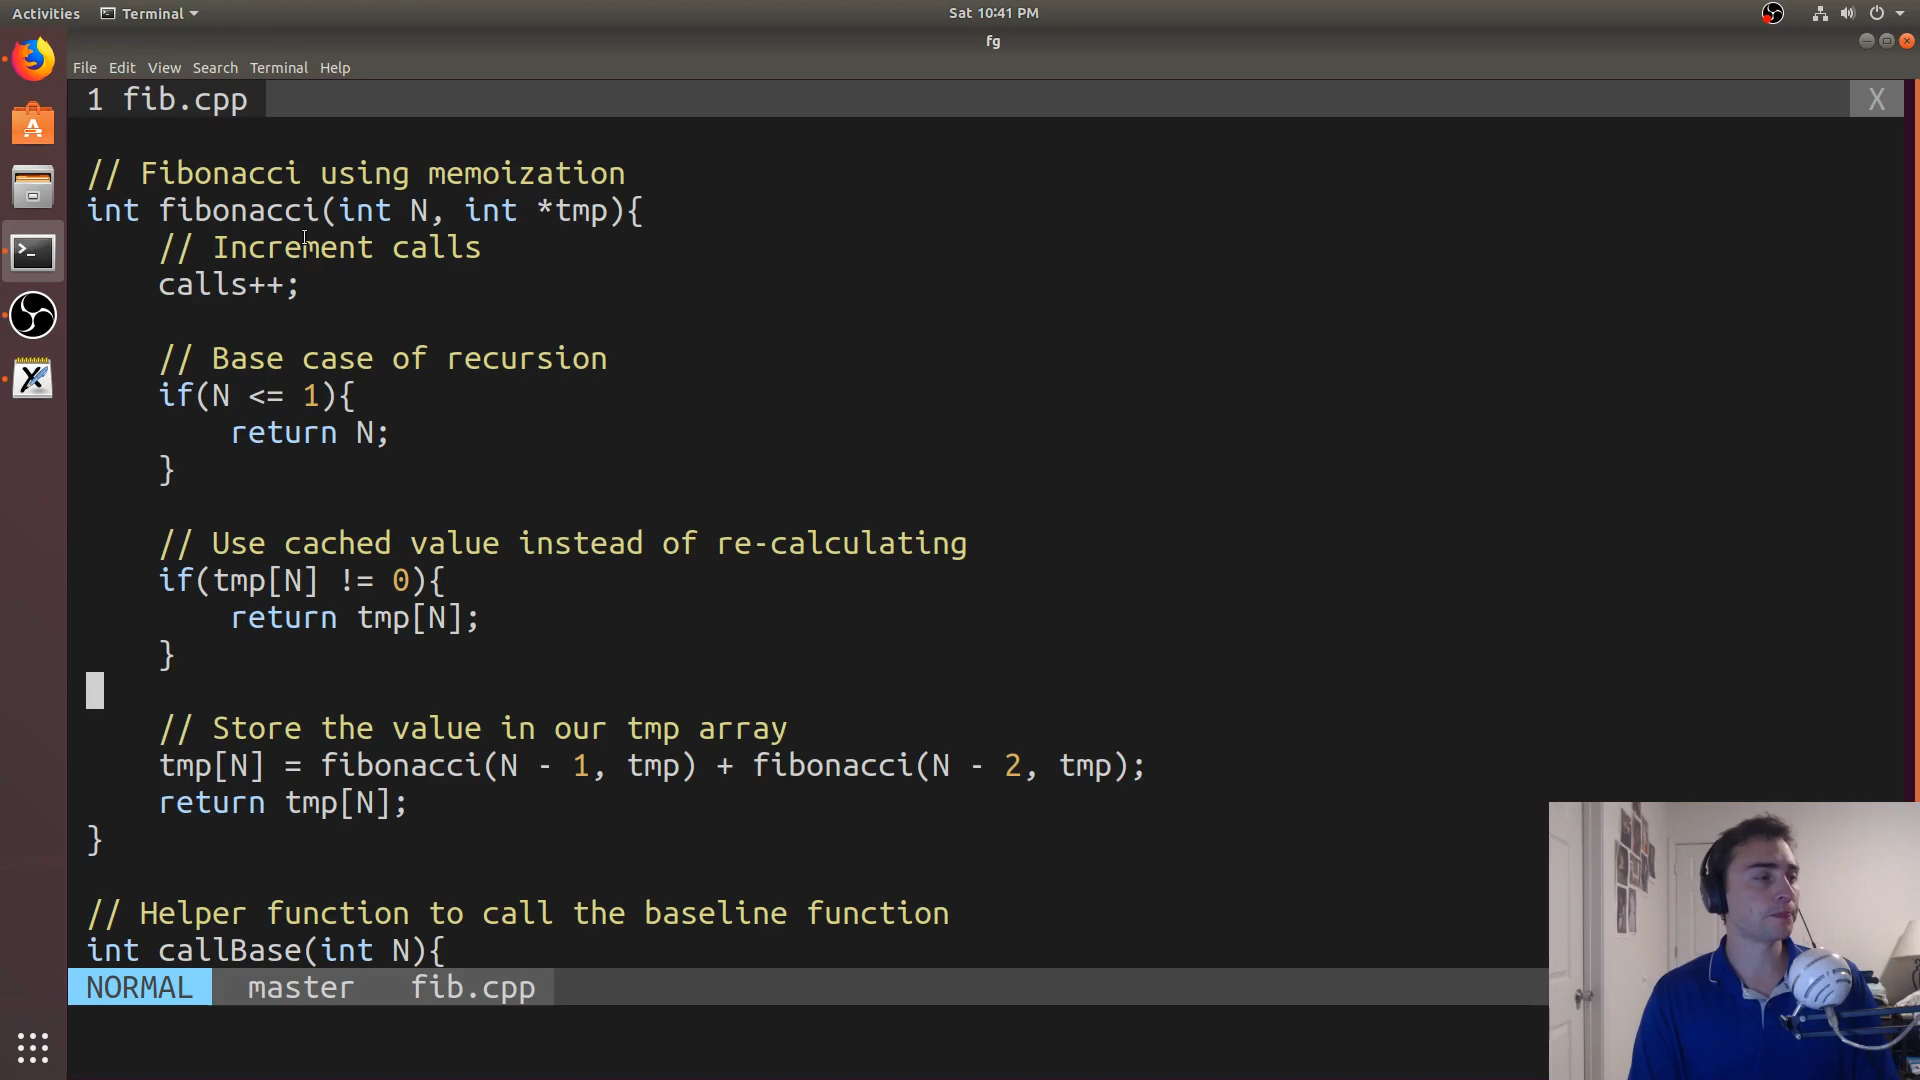 Activities Terminal Sat 10:41 PM
fg
File Edit View Search Terminal Help
1 fib.cpp X
// Fibonacci using memoization
int fibonacci(int N, int *tmp){
    // Increment calls
    calls++;
    // Base case of recursion
    if(N <= 1){
        return N;
    }
    // Use cached value instead of re-calculating
    if(tmp[N] != 0){
        return tmp[N];
    }
    // Store the value in our tmp array
    tmp[N] = fibonacci(N - 1, tmp) + fibonacci(N - 2, tmp);
    return tmp[N];
}
// Helper function to call the baseline function
int callBase(int N){
NORMAL master fib.cpp